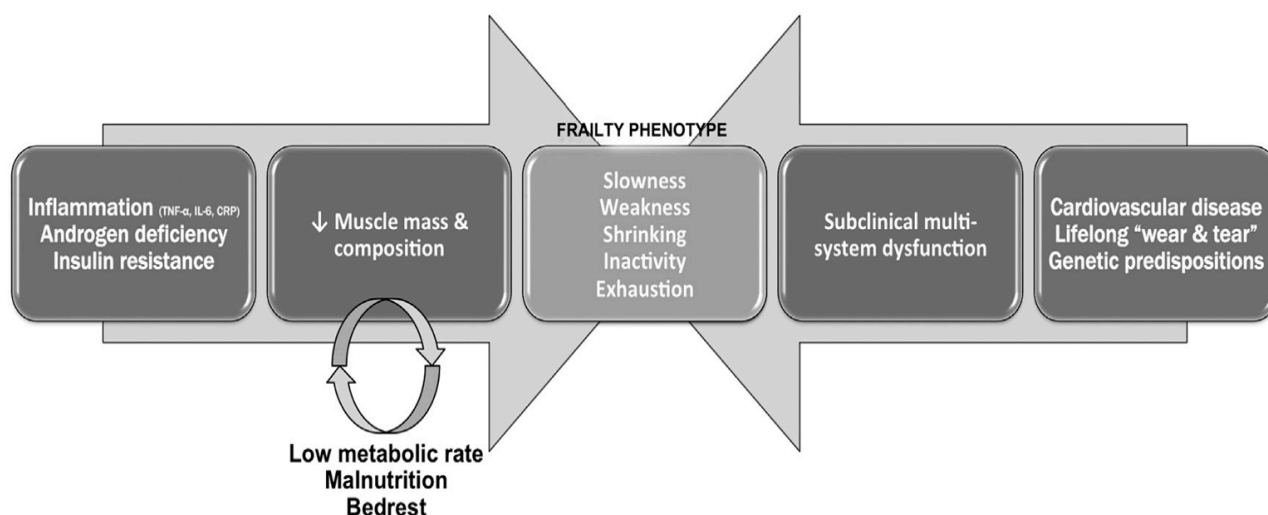 FRAILTY PHENOTYPE
Inflammation (TNF-α, IL-6, CRP)
Androgen deficiency
Insulin resistance
↓ Muscle mass &
composition
Slowness
Weakness
Shrinking
Inactivity
Exhaustion
Subclinical multi-
system dysfunction
Cardiovascular disease
Lifelong “wear & tear”
Genetic predispositions
Low metabolic rate
Malnutrition
Bedrest